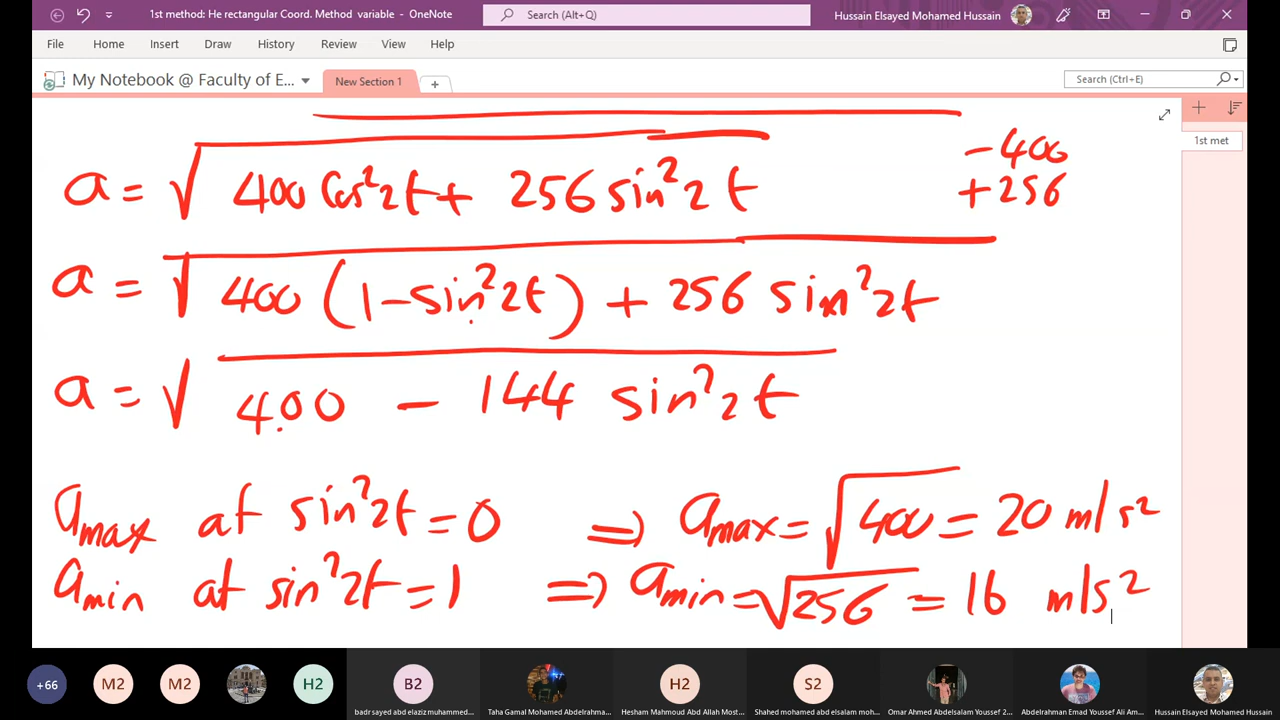 1st method: He rectangular Coord. Method variable - OneNote
Search (Alt+Q)
Hussain Elsayed Mohamed Hussain
File Home Insert Draw History Review View Help
My Notebook @ Faculty of E...
New Section 1
Search (Ctrl+E)
1st met
a = √400 Cos²2t + 256 sin²2t
-400
+256
a = √400 (1-sin²2t) + 256 sin²2t
a = √400 - 144 sin²2t
amax at sin²2t = 0 => amax = √400 = 20 m/s²
amin at sin²2t = 1 => amin = √256 = 16 m/s²
+66
M2
M2
H2
B2
badr sayed abd elaziz muhammed...
Taha Gamal Mohamed Abdelrahma...
H2
Hesham Mahmoud Abd Allah Most...
S2
Shahed mohamed abd elsalam moh...
Omar Ahmed Abdelsalam Youssef 2...
Abdelrahman Emad Youssef Ali Am...
Hussain Elsayed Mohamed Hussain